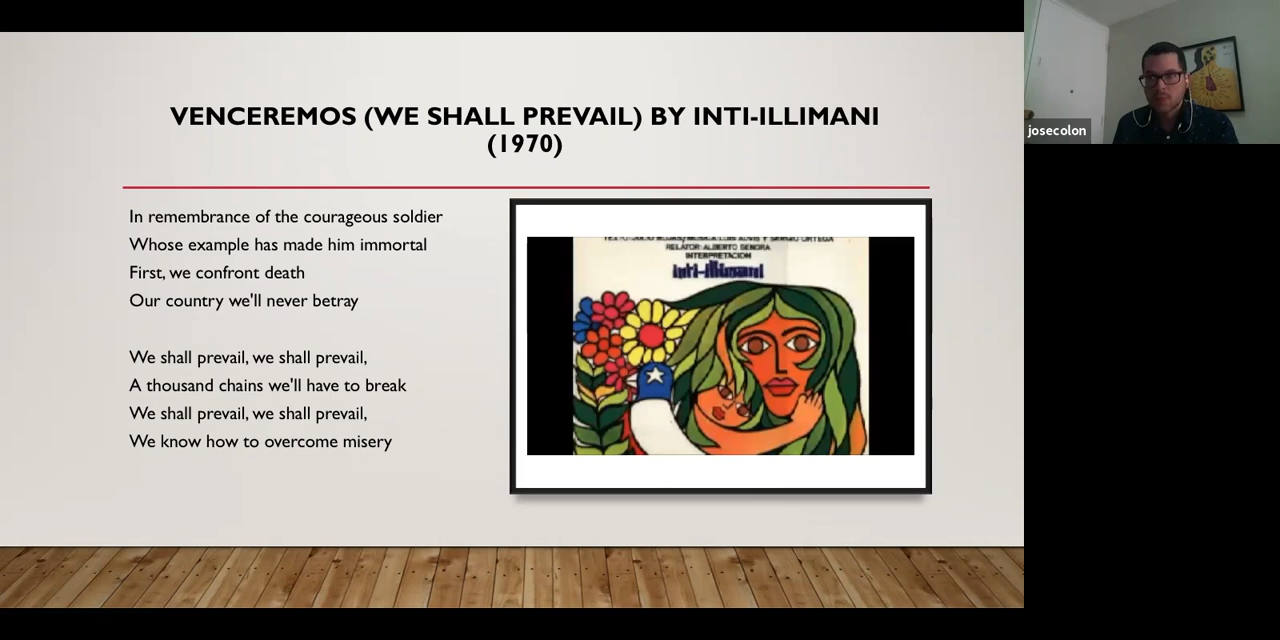 VENCEREMOS (WE SHALL PREVAIL) BY INTI-ILLIMANI
(1970)
In remembrance of the courageous soldier
Whose example has made him immortal
First, we confront death
Our country we'll never betray
We shall prevail, we shall prevail,
A thousand chains we'll have to break
We shall prevail, we shall prevail,
We know how to overcome misery
RELATOR: ALBERTO SENDRA
INTERPRETACION
inti-illimani
josecolon